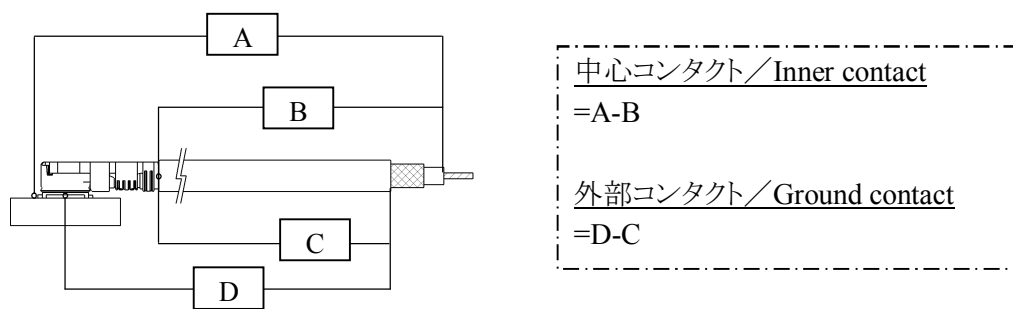 A
B
C
D
中心コンタクト／Inner contact
=A-B
外部コンタクト／Ground contact
=D-C